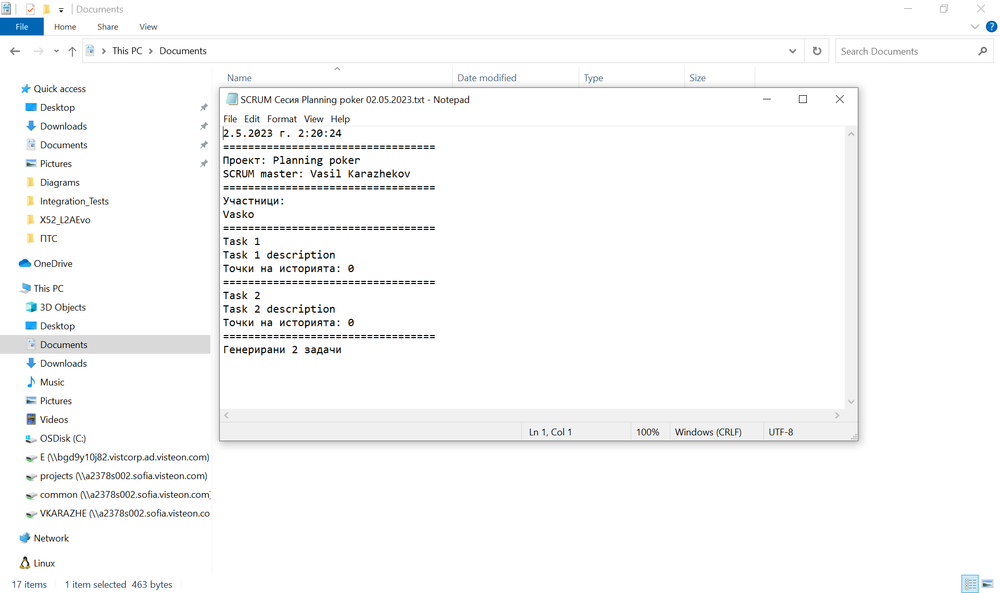 Documents
File Home Share View
This PC Documents
Search Documents
Name Date modified Type Size
Quick access
Desktop
Downloads
Documents
Pictures
Diagrams
Integration_Tests
X52_L2AEvo
ПТС
OneDrive
This PC
3D Objects
Desktop
Documents
Downloads
Music
Pictures
Videos
OSDisk (C:)
E (\\bgd9y10j82.vistcorp.ad.visteon.com)
projects (\\a2378s002.sofia.visteon.com)
common (\\a2378s002.sofia.visteon.com)
VKARAZHE (\\a2378s002.sofia.visteon.co
Network
Linux
SCRUM Сесия Planning poker 02.05.2023.txt - Notepad
File Edit Format View Help
2.5.2023 г. 2:20:24
==================================
Проект: Planning poker
SCRUM master: Vasil Karazhekov
==================================
Участници:
Vasko
==================================
Task 1
Task 1 description
Точки на историята: 0
==================================
Task 2
Task 2 description
Точки на историята: 0
==================================
Генерирани 2 задачи
Ln 1, Col 1 100% Windows (CRLF) UTF-8
17 items 1 item selected 463 bytes